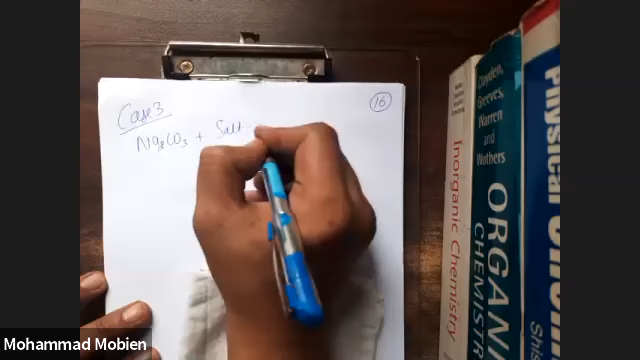 Case 3
16
Na2CO3 + Salt
Inorganic Chemistry
Clayden,
Greeves,
Warren
and
Wothers
ORGANIC
CHEMISTRY
Physical
Mohammad Mobien